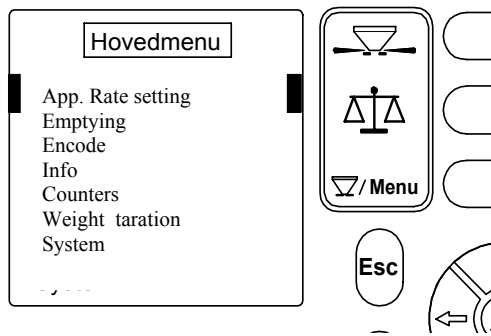 Hovedmenu
App. Rate setting
Emptying
Encode
Info
Counters
Weight taration
System
/ Menu
Esc